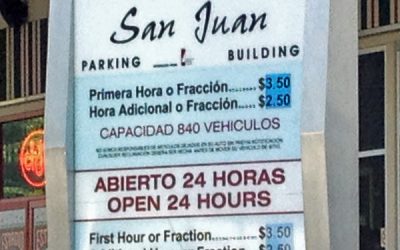 San Juan
PARKING BUILDING
Primera Hora o Fracción...... $3.50
Hora Adicional o Fracción.... $2.50
CAPACIDAD 840 VEHICULOS
ABIERTO 24 HORAS
OPEN 24 HOURS
First Hour or Fraction........ $3.50